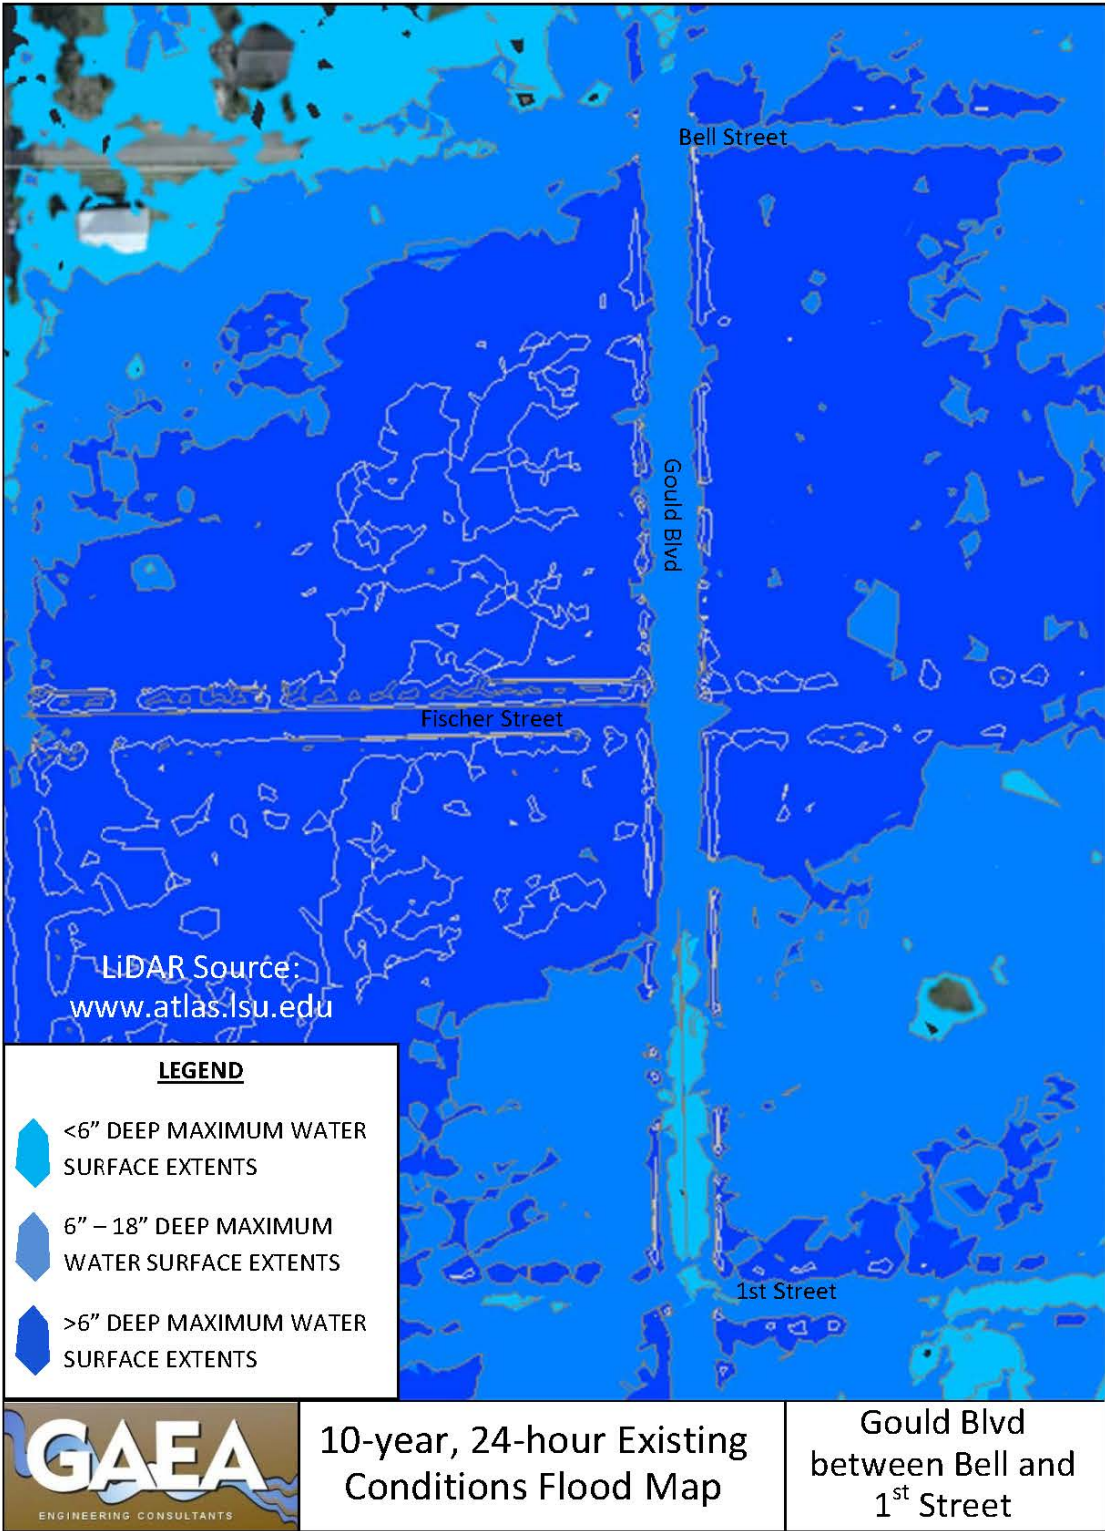 Bell Street
Gould Blvd
Fischer Street
LiDAR Source:
www.atlas.lsu.edu
LEGEND
<6” DEEP MAXIMUM WATER
SURFACE EXTENTS
6” – 18” DEEP MAXIMUM
WATER SURFACE EXTENTS
>6” DEEP MAXIMUM WATER
SURFACE EXTENTS
1st Street
GAEA
ENGINEERING CONSULTANTS
10-year, 24-hour Existing
Conditions Flood Map
Gould Blvd
between Bell and
1st Street